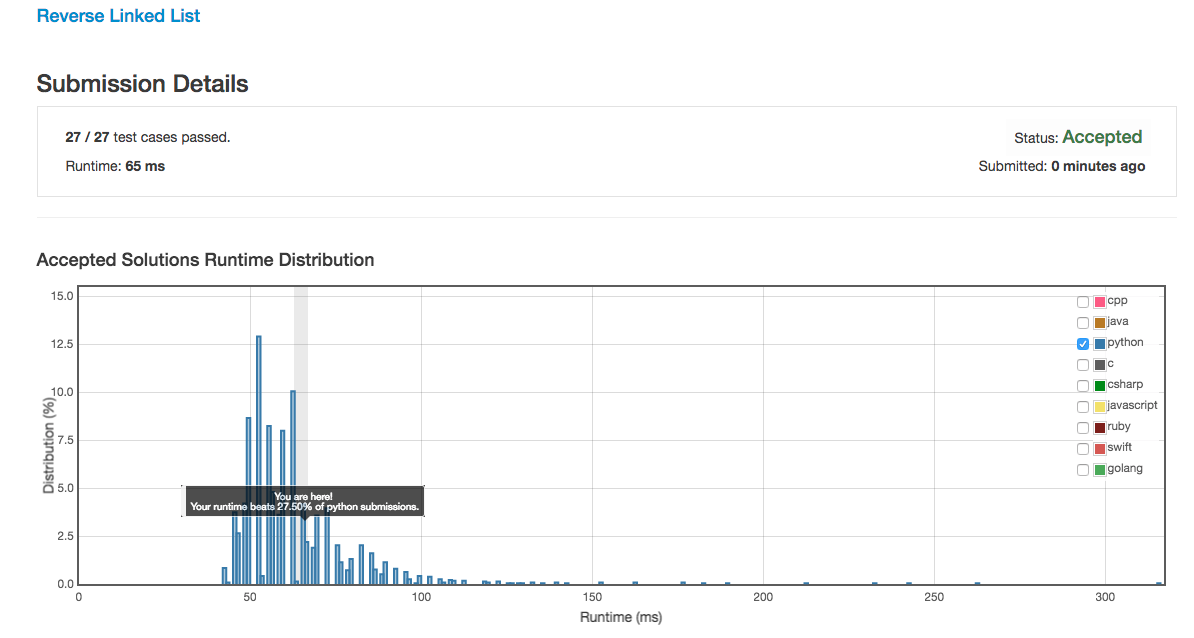 Reverse Linked List
Submission Details
27 / 27 test cases passed.
Status: Accepted
Runtime: 65 ms
Submitted: 0 minutes ago
Accepted Solutions Runtime Distribution
15.0
12.5
10.0
7.5
5.0
2.5
0.0
Distribution (%)
You are here!
Your runtime beats 27.50% of python submissions.
cpp
java
python
c
csharp
javascript
ruby
swift
golang
0 50 100 150 200 250 300
Runtime (ms)